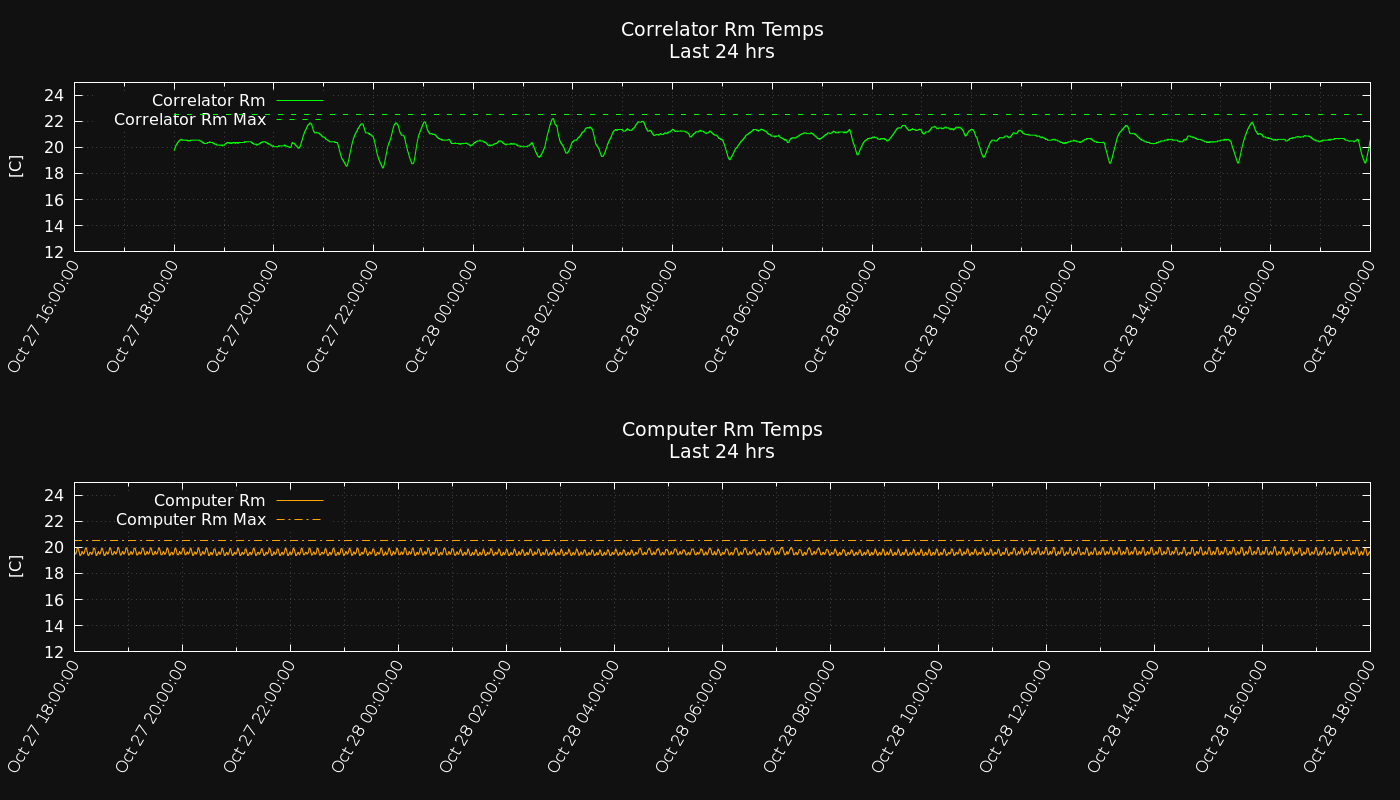 Correlator Rm Temps
Last 24 hrs
Correlator Rm
Correlator Rm Max
[C]
24
22
20
18
16
14
12
Oct 27 16:00:00
Oct 27 18:00:00
Oct 27 20:00:00
Oct 27 22:00:00
Oct 28 00:00:00
Oct 28 02:00:00
Oct 28 04:00:00
Oct 28 06:00:00
Oct 28 08:00:00
Oct 28 10:00:00
Oct 28 12:00:00
Oct 28 14:00:00
Oct 28 16:00:00
Oct 28 18:00:00
Computer Rm Temps
Last 24 hrs
Computer Rm
Computer Rm Max
[C]
24
22
20
18
16
14
12
Oct 27 18:00:00
Oct 27 20:00:00
Oct 27 22:00:00
Oct 28 00:00:00
Oct 28 02:00:00
Oct 28 04:00:00
Oct 28 06:00:00
Oct 28 08:00:00
Oct 28 10:00:00
Oct 28 12:00:00
Oct 28 14:00:00
Oct 28 16:00:00
Oct 28 18:00:00